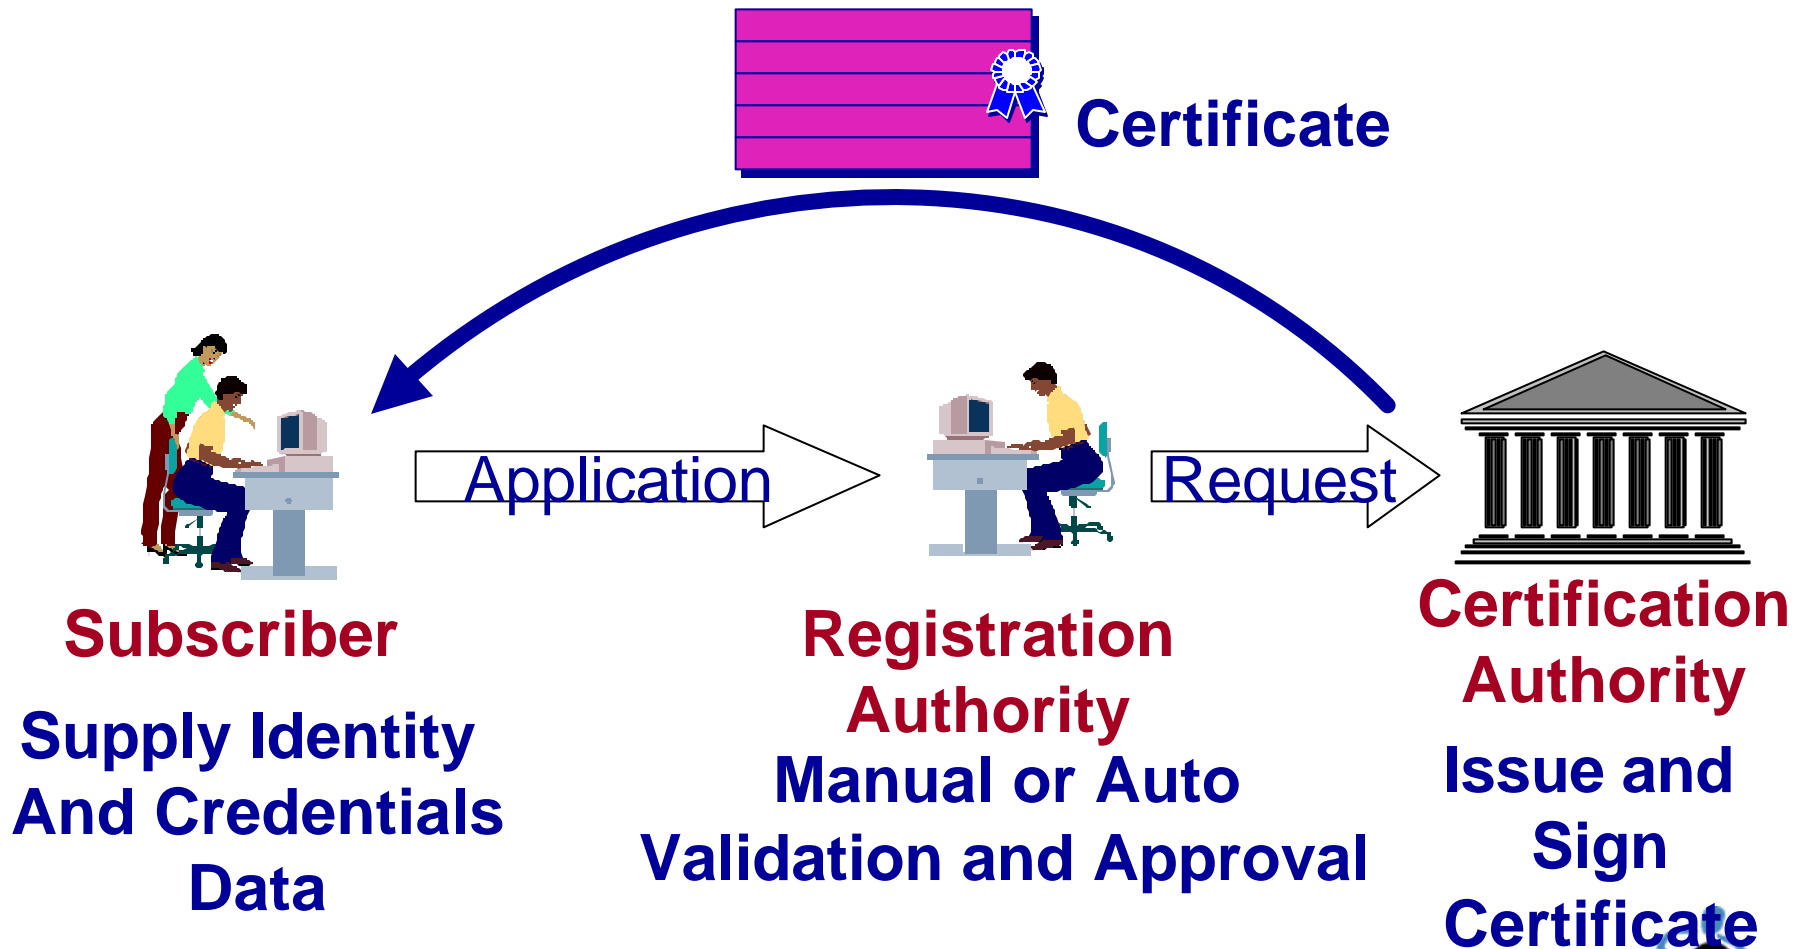 Certificate
Application
Request
Subscriber
Supply Identity
And Credentials
Data
Registration
Authority
Manual or Auto
Validation and Approval
Certification
Authority
Issue and
Sign
Certificate